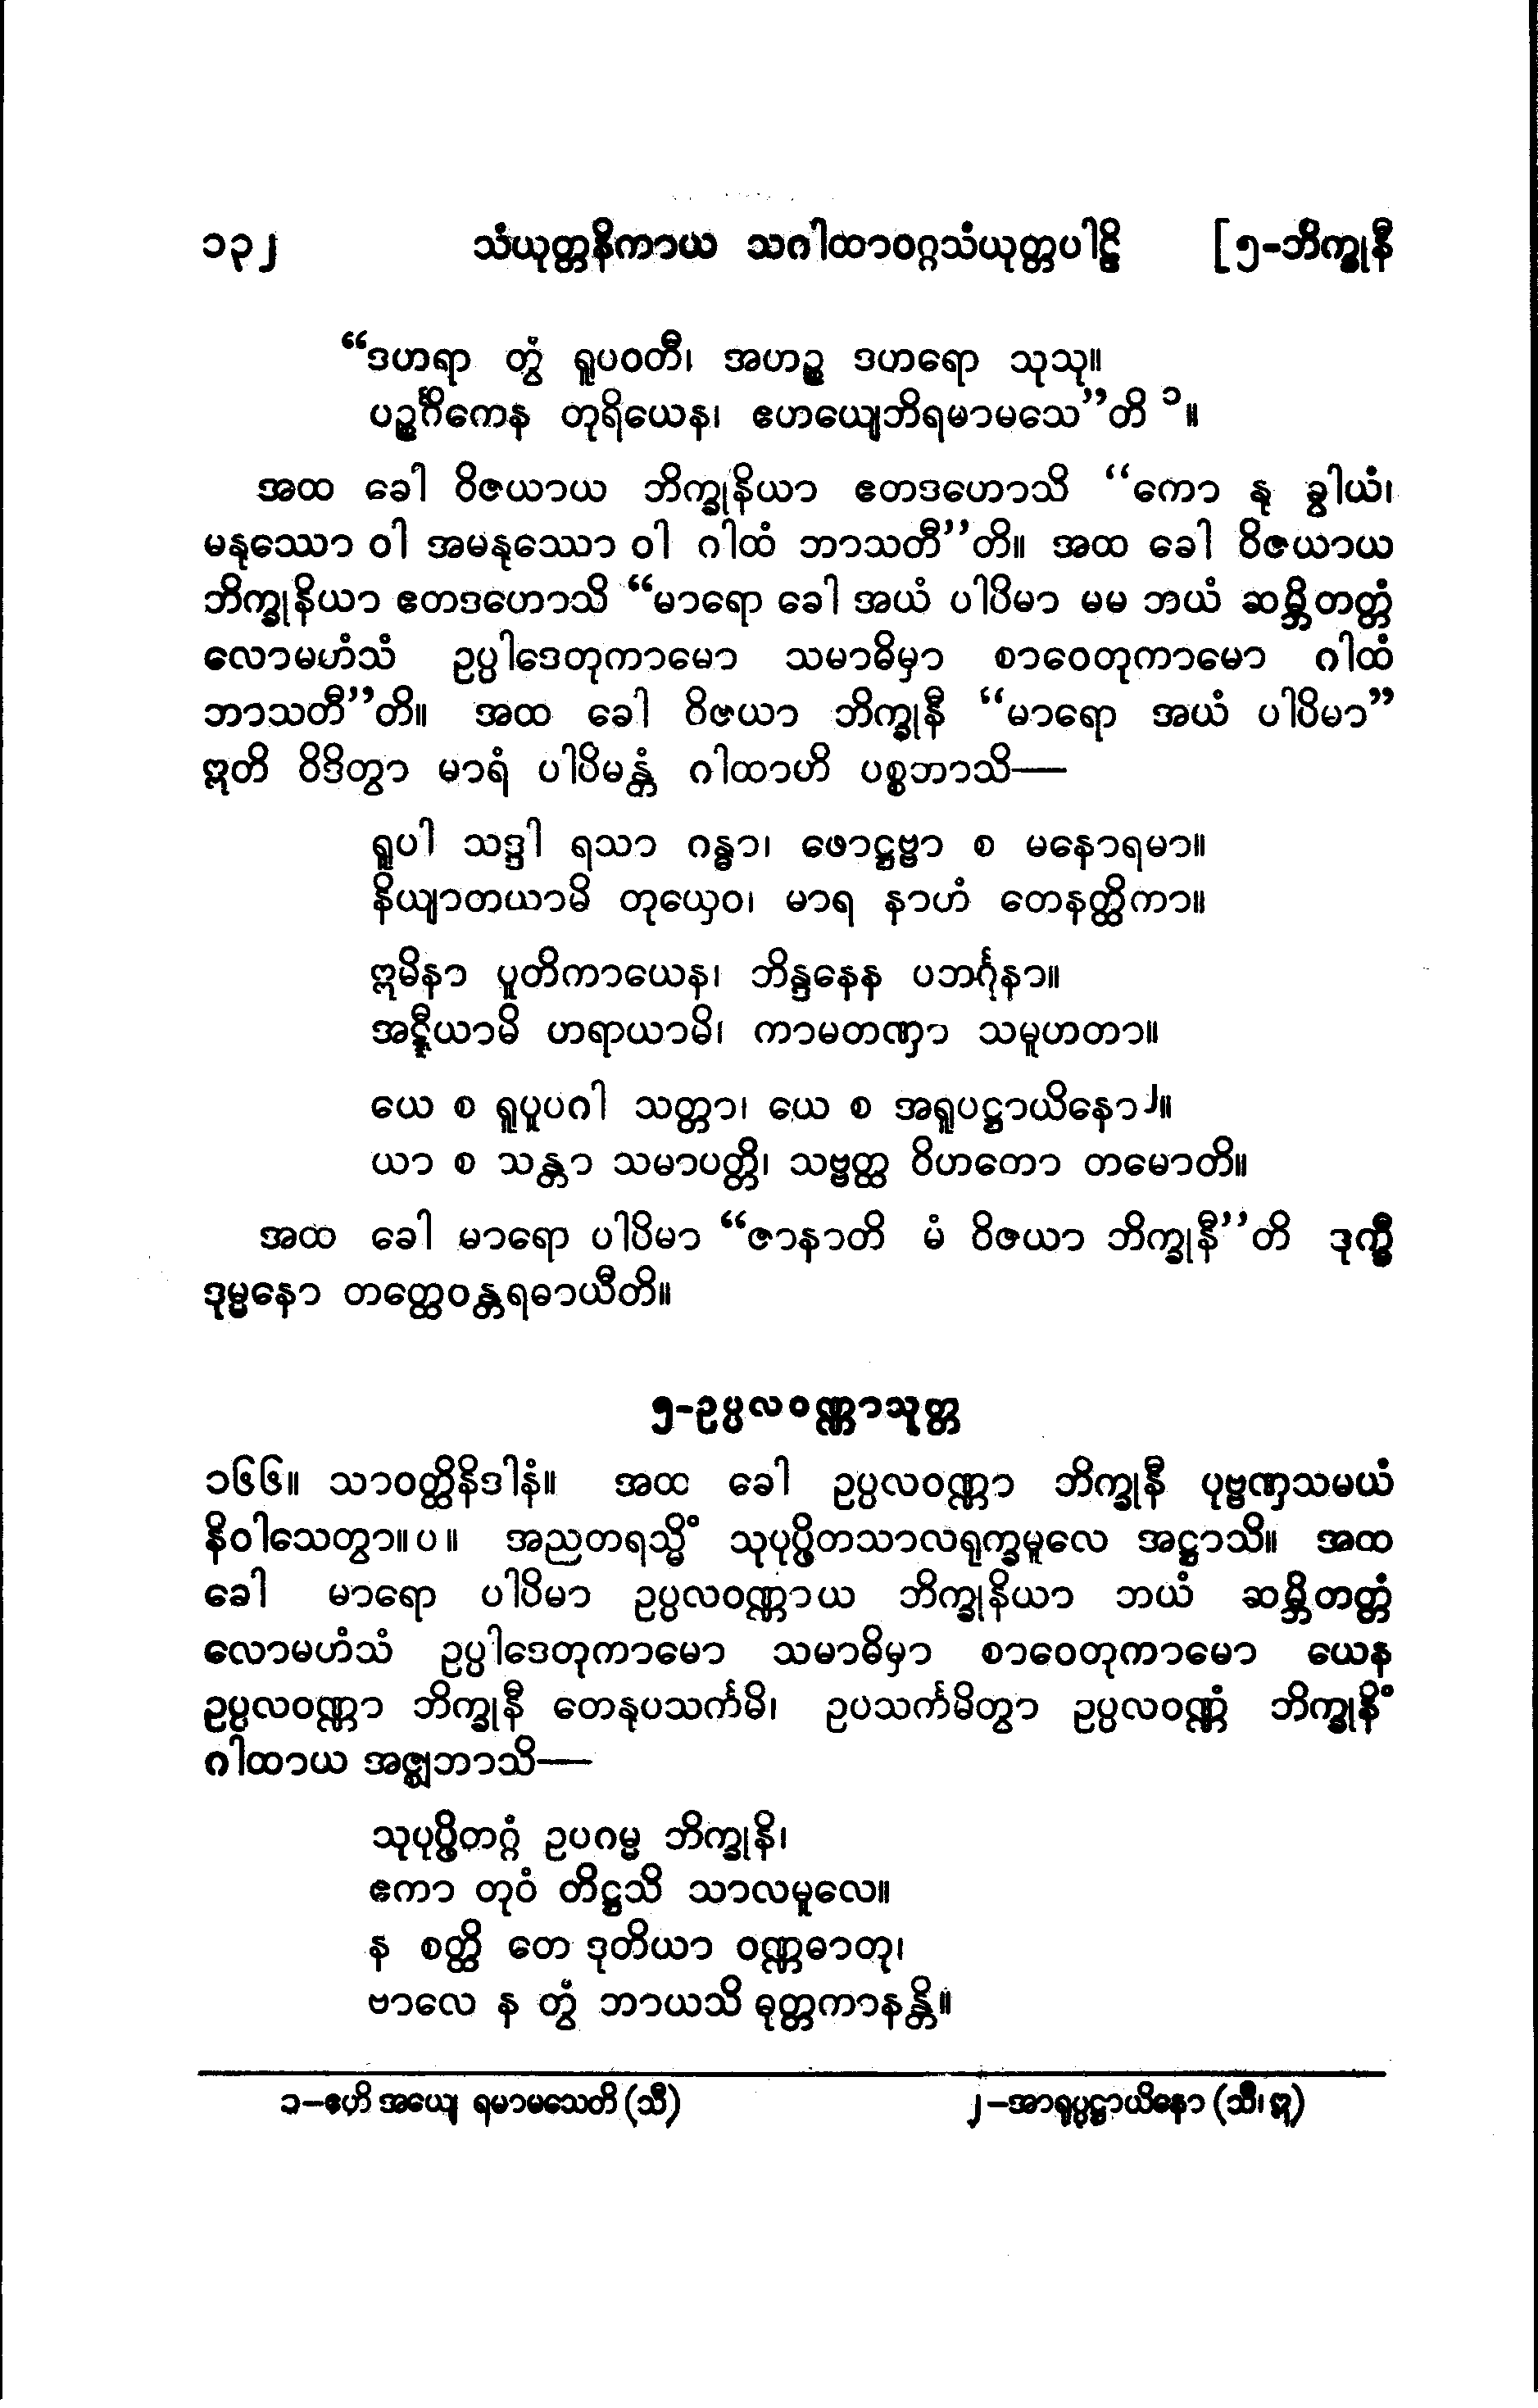 ၁၃၂ သံယုတ္တနိကာယ သဂါထာဝဂ္ဂသံယုတ္တပါဠိ [၅-ဘိက္ခုနီ
“ဒဟရာ တွံ ရူပဝတီ၊ အဟဉ္စ ဒဟရော သုသု။
ပဉ္စင်္ဂိကေန တုရိယေန၊ ဧဟယျေဘိရမာမသေ”တိ ၁။
အထ ခေါ ဝိဇယာယ ဘိက္ခုနိယာ ဧတဒဟောသိ “ကော နု ခွါယံ၊
မနုဿော ဝါ အမနုဿော ဝါ ဂါထံ ဘာသတီ”တိ။ အထ ခေါ ဝိဇယာယ
ဘိက္ခုနိယာ ဧတဒဟောသိ “မာရော ခေါ အယံ ပါပိမာ မမ ဘယံ ဆမ္ဘိတတ္တံ
လောမဟံသံ ဥပ္ပါဒေတုကာမော သမာဓိမှာ စာဝေတုကာမော ဂါထံ
ဘာသတီ”တိ။ အထ ခေါ ဝိဇယာ ဘိက္ခုနီ “မာရော အယံ ပါပိမာ”
ဣတိ ဝိဒိတွာ မာရံ ပါပိမန္တံ ဂါထာဟိ ပစ္စဘာသိ—
ရူပါ သဒ္ဒါ ရသာ ဂန္ဓာ၊ ဖောဋ္ဌဗ္ဗာ စ မနောရမာ။
နိယျာတယာမိ တုယှေဝ၊ မာရ နာဟံ တေနတ္ထိကာ။
ဣမိနာ ပူတိကာယေန၊ ဘိန္ဒနေန ပဘင်္ဂုနာ။
အဋ္ဋီယာမိ ဟရာယာမိ၊ ကာမတဏှာ သမူဟတာ။
ယေ စ ရူပူပဂါ သတ္တာ၊ ယေ စ အရူပဋ္ဌာယိနော၂။
ယာ စ သန္တာ သမာပတ္တိ၊ သဗ္ဗတ္ထ ဝိဟတော တမောတိ။
အထ ခေါ မာရော ပါပိမာ “ဇာနာတိ မံ ဝိဇယာ ဘိက္ခုနီ”တိ ဒုက္ခီ
ဒုမ္မနော တတ္ထေဝန္တရဓာယီတိ။
၅-ဥပ္ပလဝဏ္ဏာသုတ္တ
၁၆၆။ သာဝတ္ထိနိဒါနံ။ အထ ခေါ ဥပ္ပလဝဏ္ဏာ ဘိက္ခုနီ ပုဗ္ဗဏှသမယံ
နိဝါသေတွာ။ပ။ အညတရသ္မိံ သုပုပ္ဖိတသာလရုက္ခမူလေ အဋ္ဌာသိ။ အထ
ခေါ မာရော ပါပိမာ ဥပ္ပလဝဏ္ဏာယ ဘိက္ခုနိယာ ဘယံ ဆမ္ဘိတတ္တံ
လောမဟံသံ ဥပ္ပါဒေတုကာမော သမာဓိမှာ စာဝေတုကာမော ယေန
ဥပ္ပလဝဏ္ဏာ ဘိက္ခုနီ တေနုပသင်္ကမိ၊ ဥပသင်္ကမိတွာ ဥပ္ပလဝဏ္ဏံ ဘိက္ခုနိံ
ဂါထာယ အဇ္ဈဘာသိ—
သုပုပ္ဖိတဂ္ဂံ ဥပဂမ္မ ဘိက္ခုနိ၊
ဧကာ တုဝံ တိဋ္ဌသိ သာလမူလေ။
န စတ္ထိ တေ ဒုတိယာ ဝဏ္ဏဓာတု၊
ဗာလေ န တွံ ဘာယသိ ဓုတ္တကာနန္တိ။
၁–ဧဟိ အယျေ ရမာမသေတိ (သီ) ၂–အာရုပ္ပဋ္ဌာယိနော (သီ၊ ဣ)